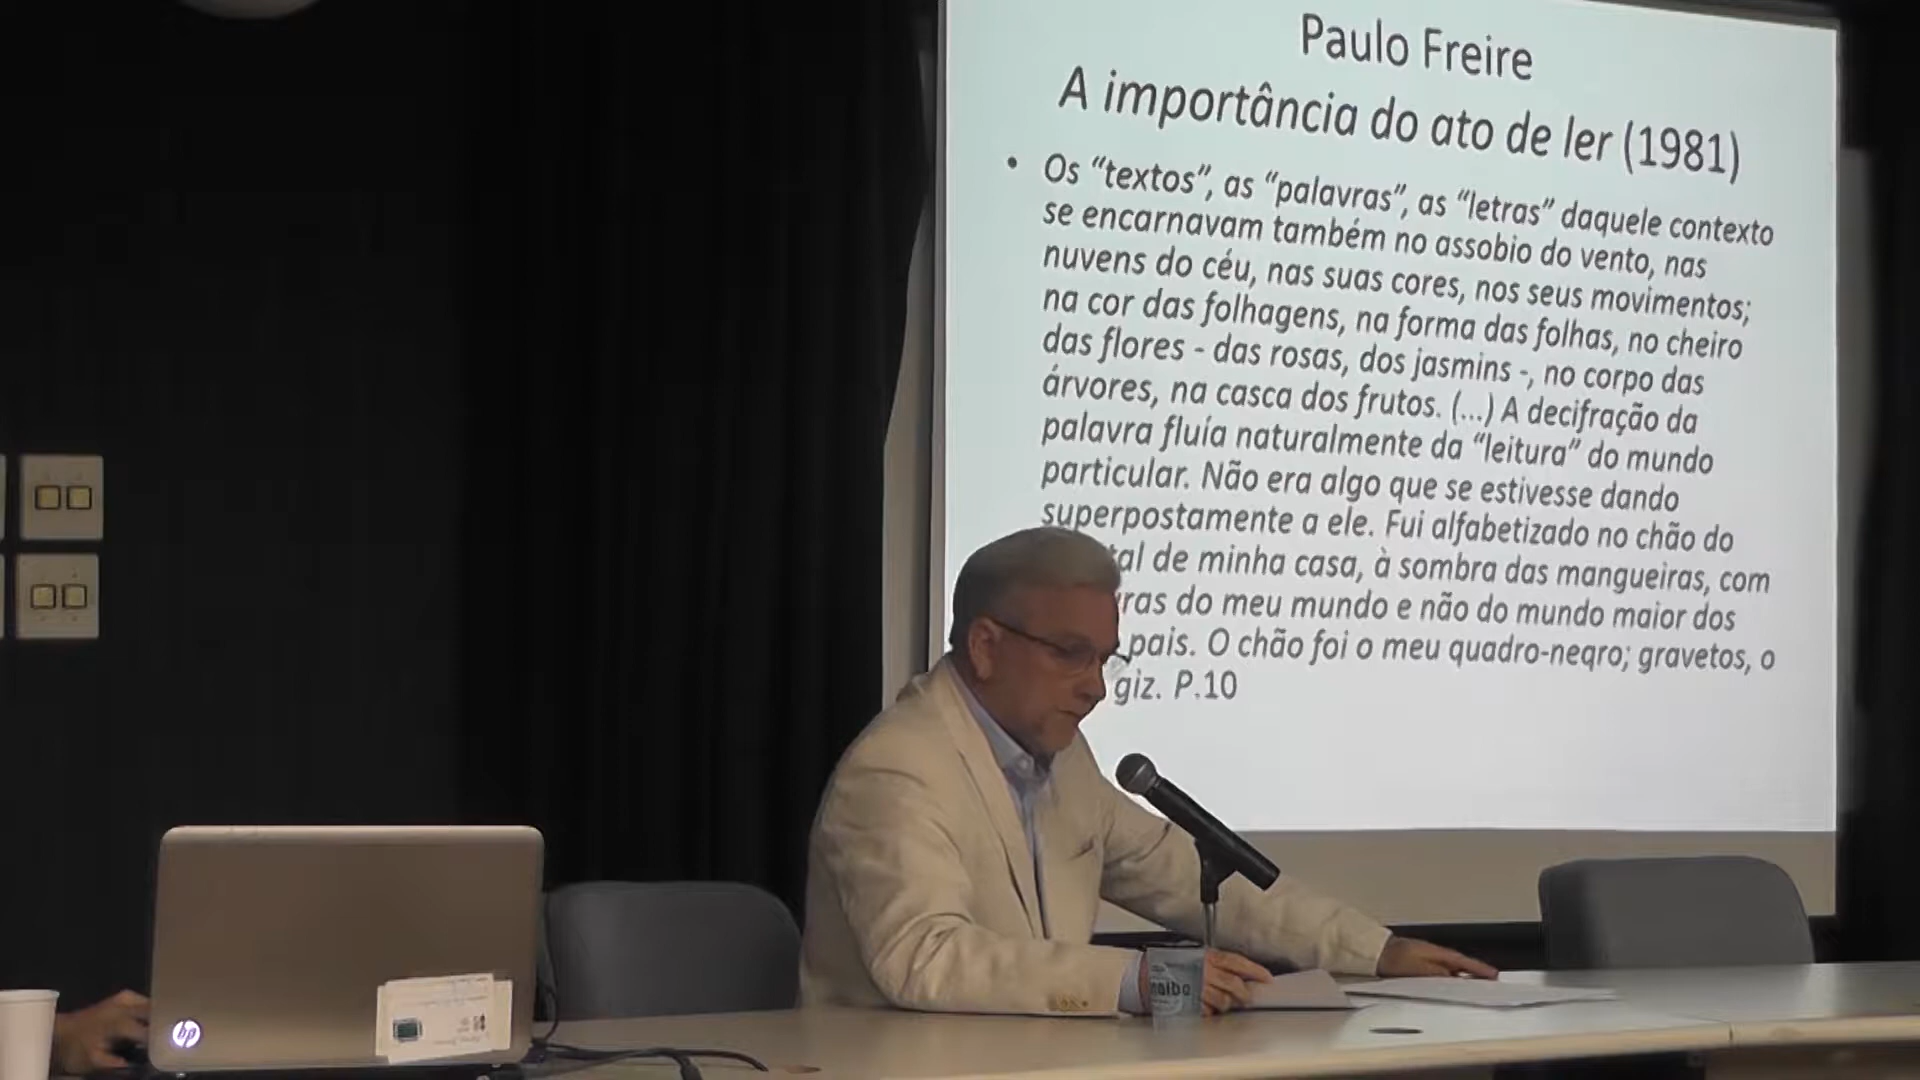 Paulo Freire
A importância do ato de ler (1981)
• Os “textos”, as “palavras”, as “letras” daquele contexto
se encarnavam também no assobio do vento, nas
nuvens do céu, nas suas cores, nos seus movimentos;
na cor das folhagens, na forma das folhas, no cheiro
das flores - das rosas, dos jasmins -, no corpo das
árvores, na casca dos frutos. (...) A decifração da
palavra fluía naturalmente da “leitura” do mundo
particular. Não era algo que se estivesse dando
superpostamente a ele. Fui alfabetizado no chão do
tal de minha casa, à sombra das mangueiras, com
ras do meu mundo e não do mundo maior dos
pais. O chão foi o meu quadro-negro; gravetos, o
giz. P.10
hp